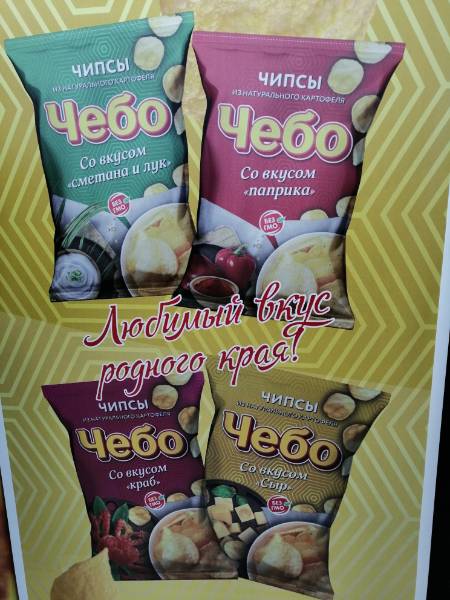 ЧИПСЫ
ИЗ НАТУРАЛЬНОГО КАРТОФЕЛЯ
Чебо
Со вкусом
«сметана и лук»
БЕЗ
ГМО
ЧИПСЫ
ИЗ НАТУРАЛЬНОГО КАРТОФЕЛЯ
Чебо
Со вкусом
«паприка»
БЕЗ
ГМО
Любимый вкус
родного края!
ЧИПСЫ
ИЗ НАТУРАЛЬНОГО КАРТОФЕЛЯ
Чебо
Со вкусом
«краб»
БЕЗ
ГМО
ЧИПСЫ
ИЗ НАТУРАЛЬНОГО КАРТОФЕЛЯ
Чебо
Со вкусом
«Сыр»
БЕЗ
ГМО